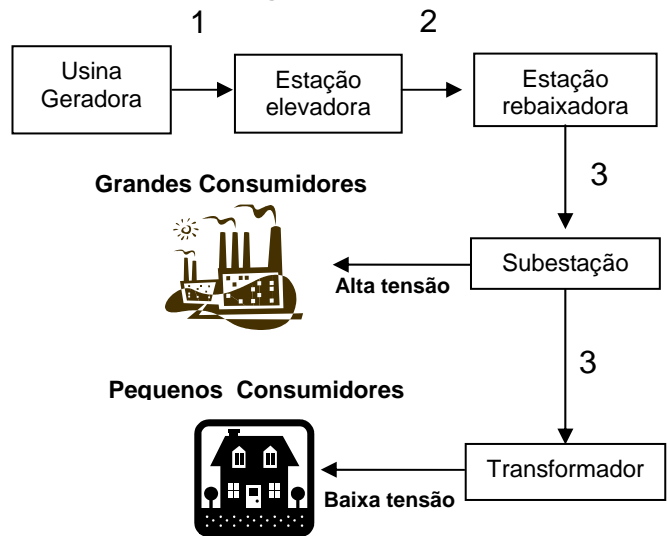 1
2
Usina
Geradora
Estação
elevadora
Estação
rebaixadora
3
Grandes Consumidores
Subestação
Alta tensão
3
Pequenos Consumidores
Transformador
Baixa tensão